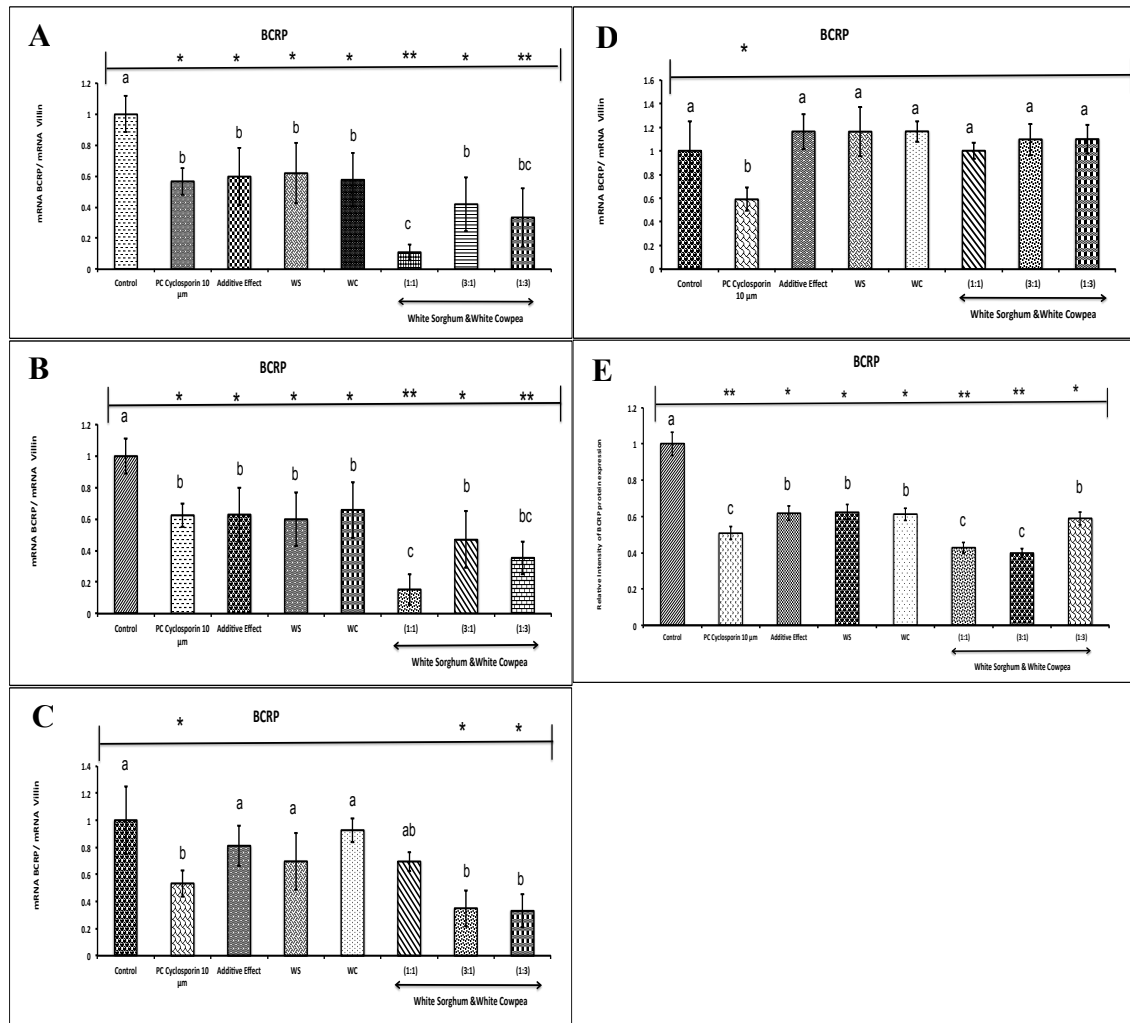 A
BCRP
* * * * ** * **
mRNA BCRP/ mRNA Villin
1.2
1
0.8
0.6
0.4
0.2
0
a b b b b c b bc
Control PC Cyclosporin 10 µm Additive Effect WS WC (1:1) (3:1) (1:3)
White Sorghum &White Cowpea
B
BCRP
* * * * ** * **
mRNA BCRP/ mRNA Villin
1.2
1
0.8
0.6
0.4
0.2
0
a b b b b c b bc
Control PC Cyclosporin 10 µm Additive Effect WS WC (1:1) (3:1) (1:3)
White Sorghum &White Cowpea
C
BCRP
* * *
mRNA BCRP/ mRNA Villin
1.4
1.2
1
0.8
0.6
0.4
0.2
0
a b a a a ab b b
Control PC Cyclosporin 10 µm Additive Effect WS WC (1:1) (3:1) (1:3)
White Sorghum &White Cowpea
D
BCRP
*
mRNA BCRP/ mRNA Villin
1.6
1.4
1.2
1
0.8
0.6
0.4
0.2
0
a b a a a a a a
Control PC Cyclosporin 10 µm Additive Effect WS WC (1:1) (3:1) (1:3)
White Sorghum &White Cowpea
E
BCRP
** * * * ** ** *
Relative intensity of BCRP protein expression
1.2
1
0.8
0.6
0.4
0.2
0
a c b b b c c b
Control PC Cyclosporin 10 µm Additive Effect WS WC (1:1) (3:1) (1:3)
White Sorghum & White Cowpea